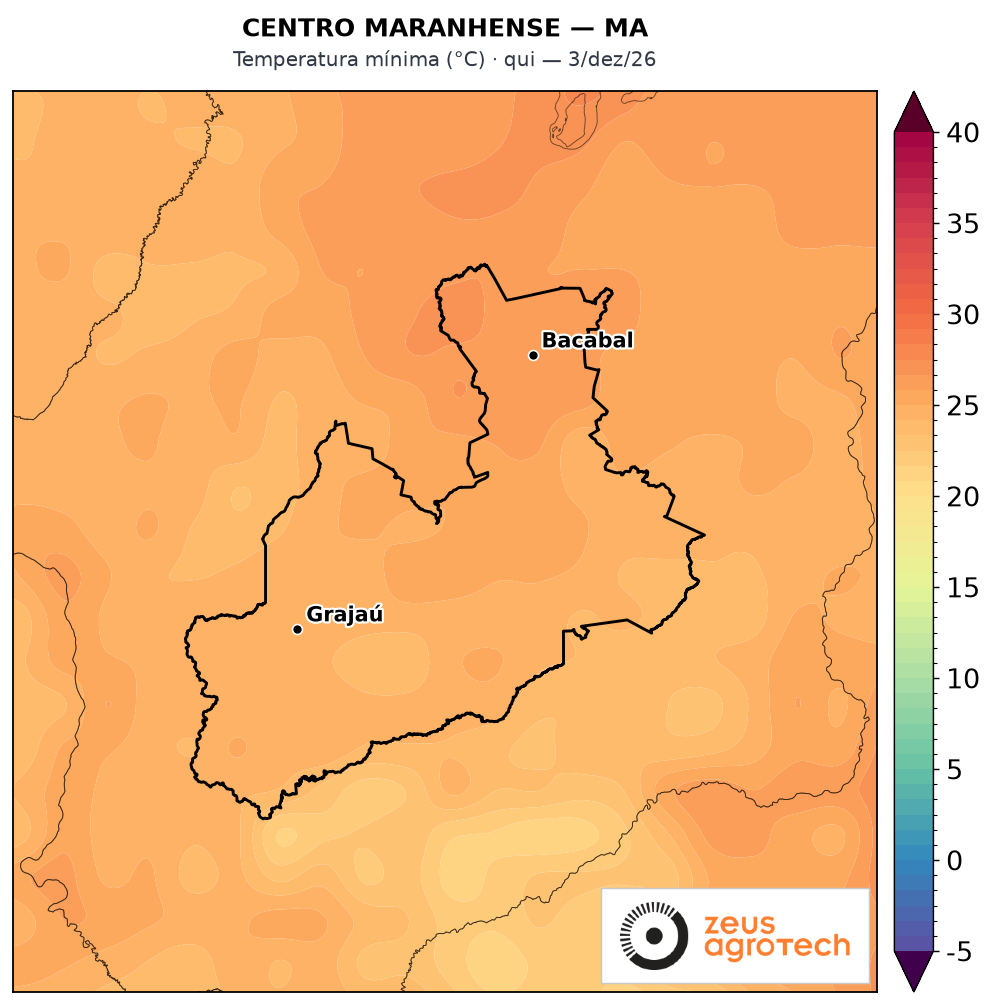 CENTRO MARANHENSE — MA
Temperatura mínima (°C) · qui — 3/dez/26
40
35
30
25
20
15
10
5
0
-5
Bacabal
Grajaú
zeus
agrotech